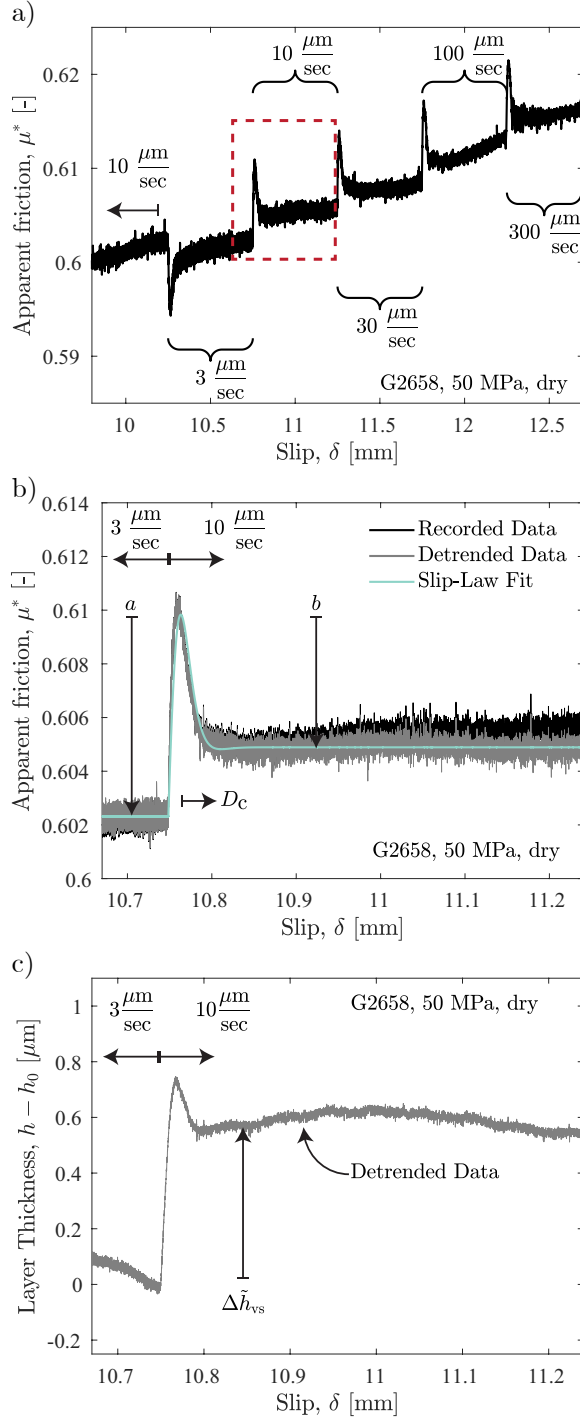 a)
0.62
0.61
0.6
0.59
Apparent friction, μ* [-]
10 μm/sec
10 μm/sec
100 μm/sec
3 μm/sec
30 μm/sec
300 μm/sec
G2658, 50 MPa, dry
10 10.5 11 11.5 12 12.5
Slip, δ [mm]
b)
0.614
0.612
0.61
0.608
0.606
0.604
0.602
0.6
Apparent friction, μ* [-]
3 μm/sec 10 μm/sec
Recorded Data
Detrended Data
Slip-Law Fit
a
b
D_C
G2658, 50 MPa, dry
10.7 10.8 10.9 11 11.1 11.2
Slip, δ [mm]
c)
1
0.8
0.6
0.4
0.2
0
-0.2
Layer Thickness, h − h₀ [μm]
3 μm/sec 10 μm/sec
G2658, 50 MPa, dry
Detrended Data
Δh̃_vs
10.7 10.8 10.9 11 11.1 11.2
Slip, δ [mm]